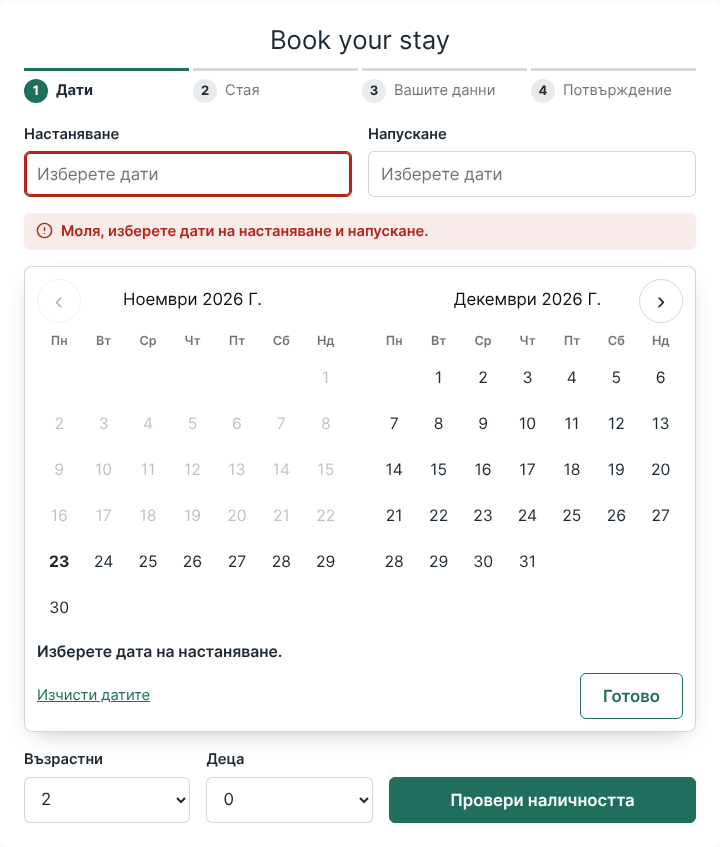 Book your stay
1 Дати 2 Стая 3 Вашите данни 4 Потвърждение
Настаняване Напускане
Изберете дати Изберете дати
Моля, изберете дати на настаняване и напускане.
‹ Ноември 2026 Г. Декември 2026 Г. ›
Пн Вт Ср Чт Пт Сб Нд Пн Вт Ср Чт Пт Сб Нд
1 1 2 3 4 5 6
2 3 4 5 6 7 8 7 8 9 10 11 12 13
9 10 11 12 13 14 15 14 15 16 17 18 19 20
16 17 18 19 20 21 22 21 22 23 24 25 26 27
23 24 25 26 27 28 29 28 29 30 31
30
Изберете дата на настаняване.
Изчисти датите Готово
Възрастни Деца
2 0 Провери наличността